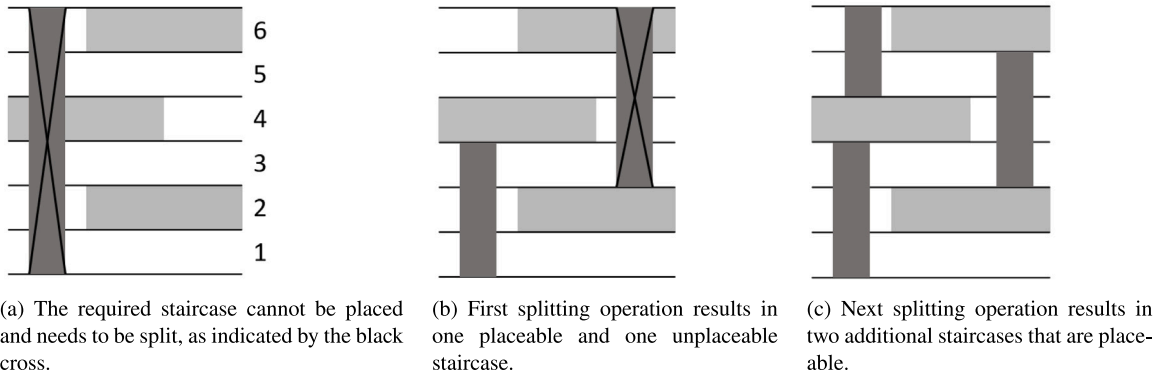 6
5
4
3
2
1
(a) The required staircase cannot be placed
and needs to be split, as indicated by the black
cross.
(b) First splitting operation results in
one placeable and one unplaceable
staircase.
(c) Next splitting operation results in
two additional staircases that are place-
able.